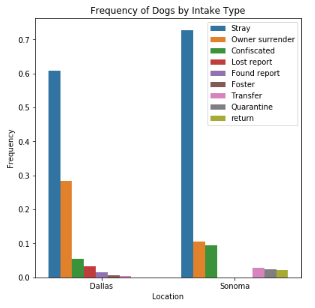 Frequency of Dogs by Intake Type
Stray
Owner surrender
Confiscated
Lost report
Found report
Foster
Transfer
Quarantine
return
0.7
0.6
0.5
0.4
0.3
0.2
0.1
0.0
Frequency
Dallas
Sonoma
Location